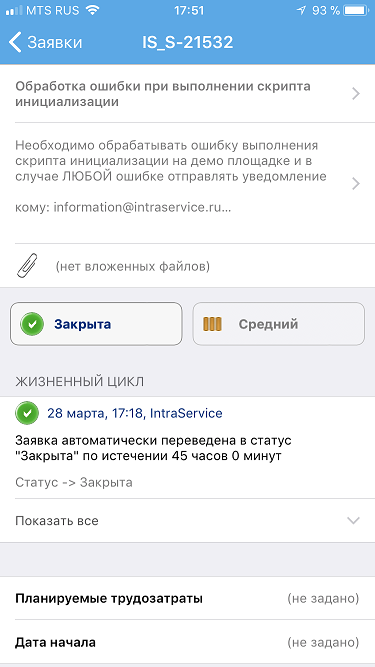 MTS RUS 17:51 93 %
Заявки IS_S-21532
Обработка ошибки при выполнении скрипта
инициализации
Необходимо обрабатывать ошибку выполнения
скрипта инициализации на демо площадке и в
случае ЛЮБОЙ ошибке отправлять уведомление
кому: information@intraservice.ru...
(нет вложенных файлов)
Закрыта Средний
ЖИЗНЕННЫЙ ЦИКЛ
28 марта, 17:18, IntraService
Заявка автоматически переведена в статус
"Закрыта" по истечении 45 часов 0 минут
Статус -> Закрыта
Показать все
Планируемые трудозатраты (не задано)
Дата начала (не задано)